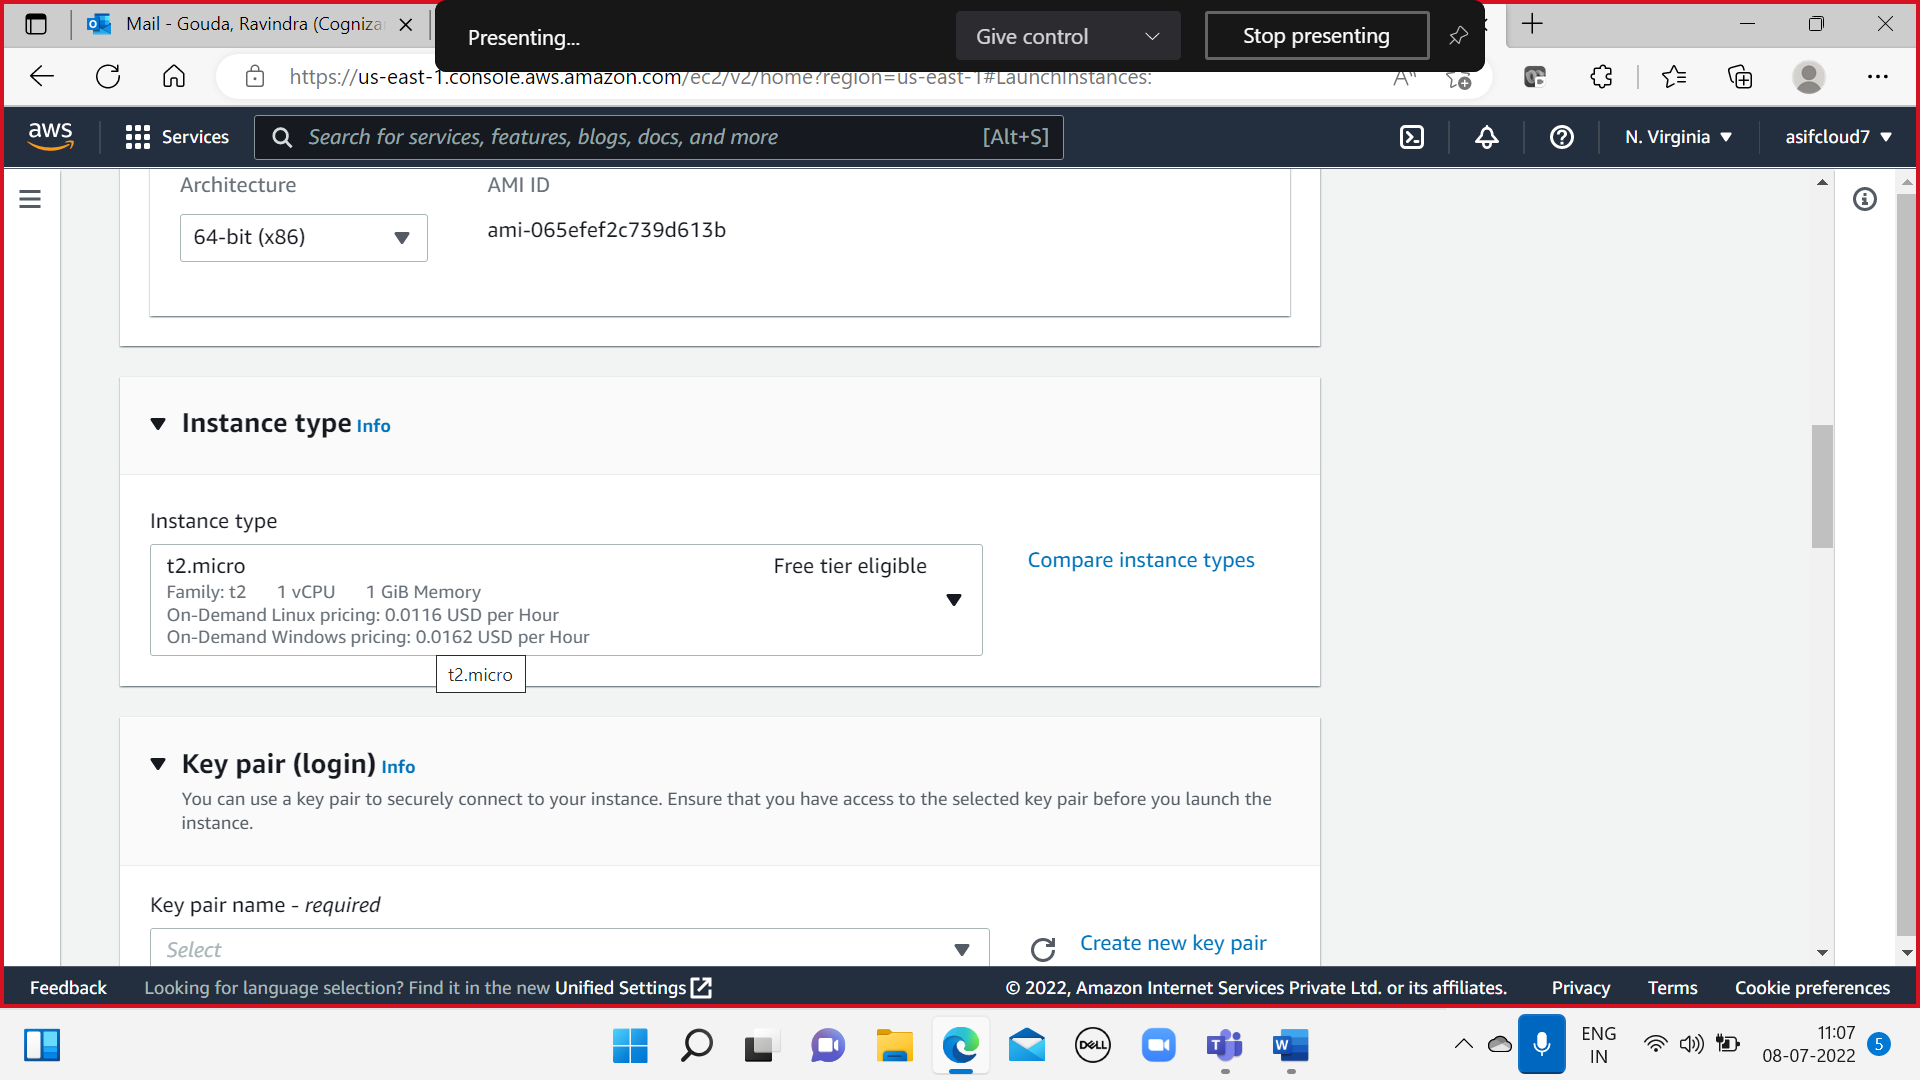 Mail - Gouda, Ravindra (Cogniza
Presenting...
Give control
Stop presenting
https://us-east-1.console.aws.amazon.com/ec2/v2/home?region=us-east-1#LaunchInstances:
aws
Services
Search for services, features, blogs, docs, and more
[Alt+S]
N. Virginia
asifcloud7
Architecture
AMI ID
64-bit (x86)
ami-065efef2c739d613b
Instance type Info
Instance type
t2.micro
Free tier eligible
Family: t2 1 vCPU 1 GiB Memory
On-Demand Linux pricing: 0.0116 USD per Hour
On-Demand Windows pricing: 0.0162 USD per Hour
Compare instance types
t2.micro
Key pair (login) Info
You can use a key pair to securely connect to your instance. Ensure that you have access to the selected key pair before you launch the
instance.
Key pair name - required
Select
Create new key pair
Feedback
Looking for language selection? Find it in the new Unified Settings
© 2022, Amazon Internet Services Private Ltd. or its affiliates.
Privacy
Terms
Cookie preferences
DELL
T
W
ENG
IN
11:07
08-07-2022
5